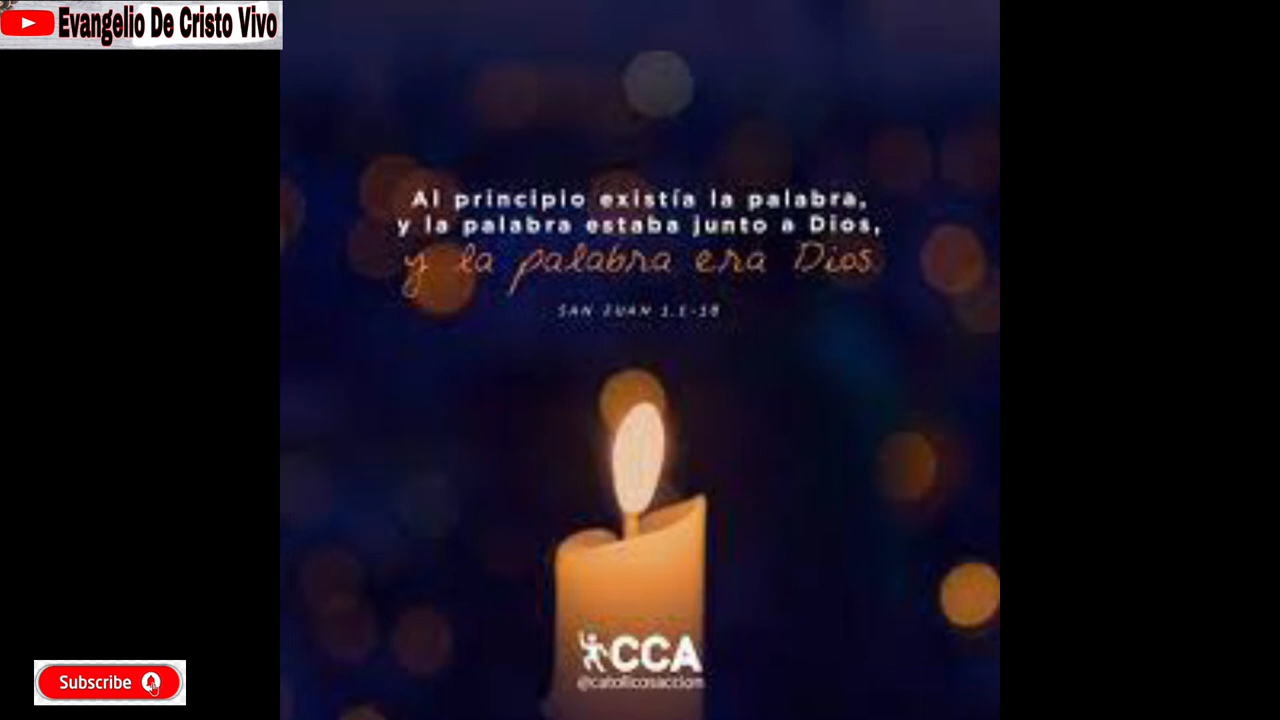 Evangelio De Cristo Vivo
Al principio existía la palabra,
y la palabra estaba junto a Dios,
y la palabra era Dios
SAN JUAN 1.1-18
CCA
@catolicosaccion
Subscribe